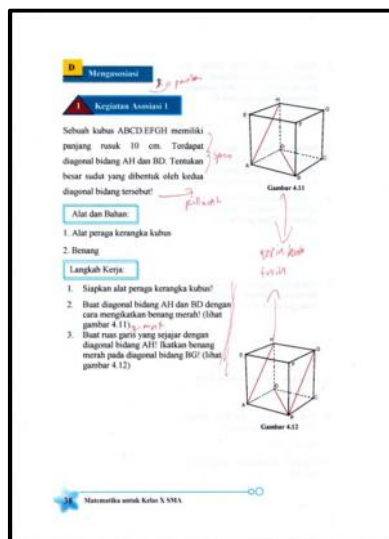 D
Mengasosiasi
1
Kegiatan Asosiasi 1
Sebuah kubus ABCD.EFGH memiliki
panjang rusuk 10 cm. Terdapat
diagonal bidang AH dan BD. Tentukan
besar sudut yang dibentuk oleh kedua
diagonal bidang tersebut!
Gambar 4.11
Alat dan Bahan:
1. Alat peraga kerangka kubus
2. Benang
Langkah Kerja:
1. Siapkan alat peraga kerangka kubus!
2. Buat diagonal bidang AH dan BD dengan
cara mengikatkan benang merah! (lihat
gambar 4.11)
3. Buat ruas garis yang sejajar dengan
diagonal bidang AH! Ikatkan benang
merah pada diagonal bidang BG! (lihat
gambar 4.12)
Gambar 4.12
Matematika untuk Kelas X SMA